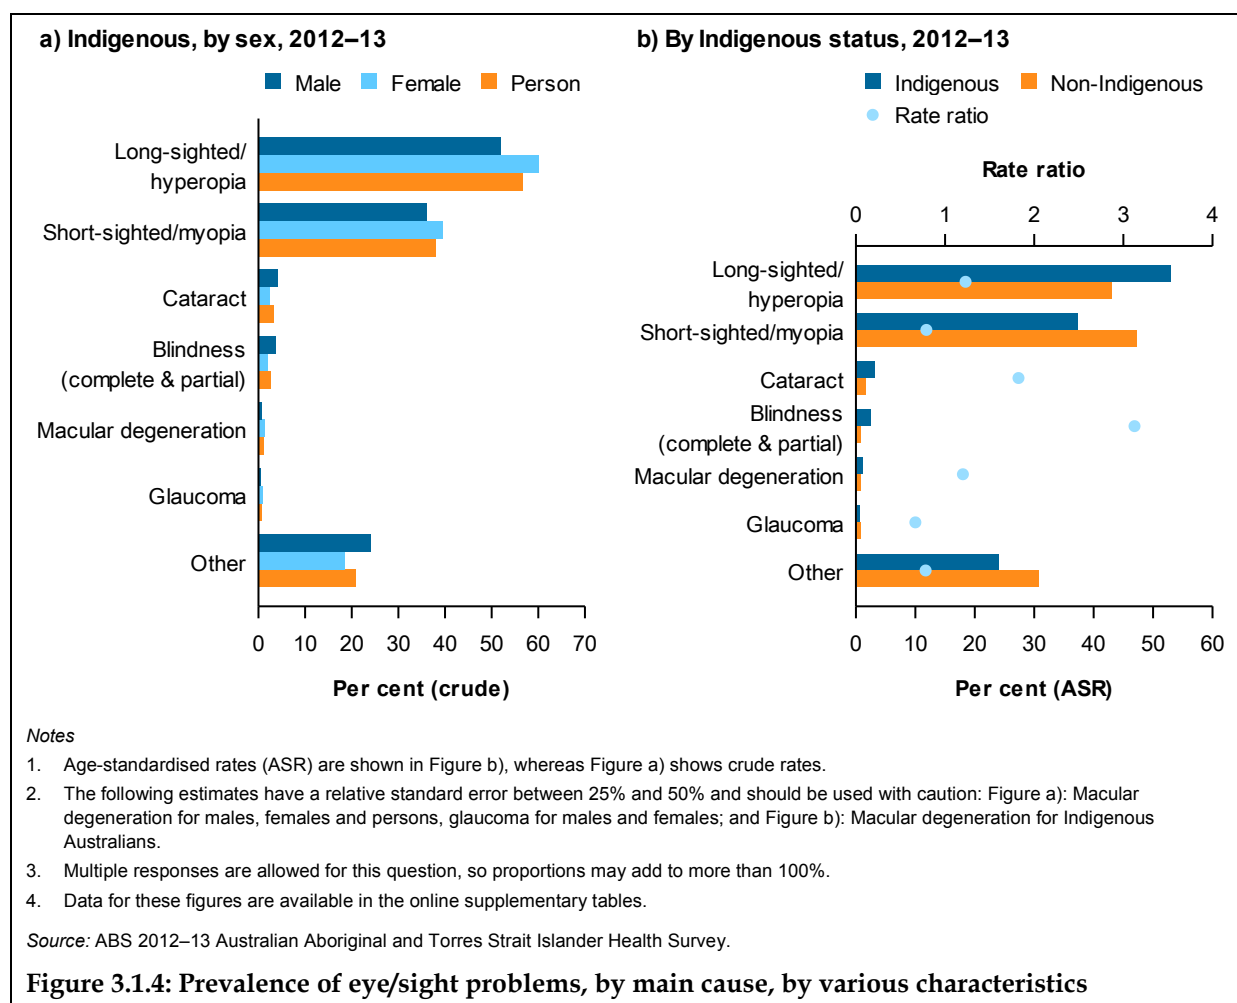 a) Indigenous, by sex, 2012–13
Male Female Person
Long-sighted/
hyperopia
Short-sighted/myopia
Cataract
Blindness
(complete & partial)
Macular degeneration
Glaucoma
Other
0 10 20 30 40 50 60 70
Per cent (crude)
b) By Indigenous status, 2012–13
Indigenous Non-Indigenous
Rate ratio
Rate ratio
0 1 2 3 4
Long-sighted/
hyperopia
Short-sighted/myopia
Cataract
Blindness
(complete & partial)
Macular degeneration
Glaucoma
Other
0 10 20 30 40 50 60
Per cent (ASR)
Notes
1. Age-standardised rates (ASR) are shown in Figure b), whereas Figure a) shows crude rates.
2. The following estimates have a relative standard error between 25% and 50% and should be used with caution: Figure a): Macular
degeneration for males, females and persons, glaucoma for males and females; and Figure b): Macular degeneration for Indigenous
Australians.
3. Multiple responses are allowed for this question, so proportions may add to more than 100%.
4. Data for these figures are available in the online supplementary tables.
Source: ABS 2012–13 Australian Aboriginal and Torres Strait Islander Health Survey.
Figure 3.1.4: Prevalence of eye/sight problems, by main cause, by various characteristics